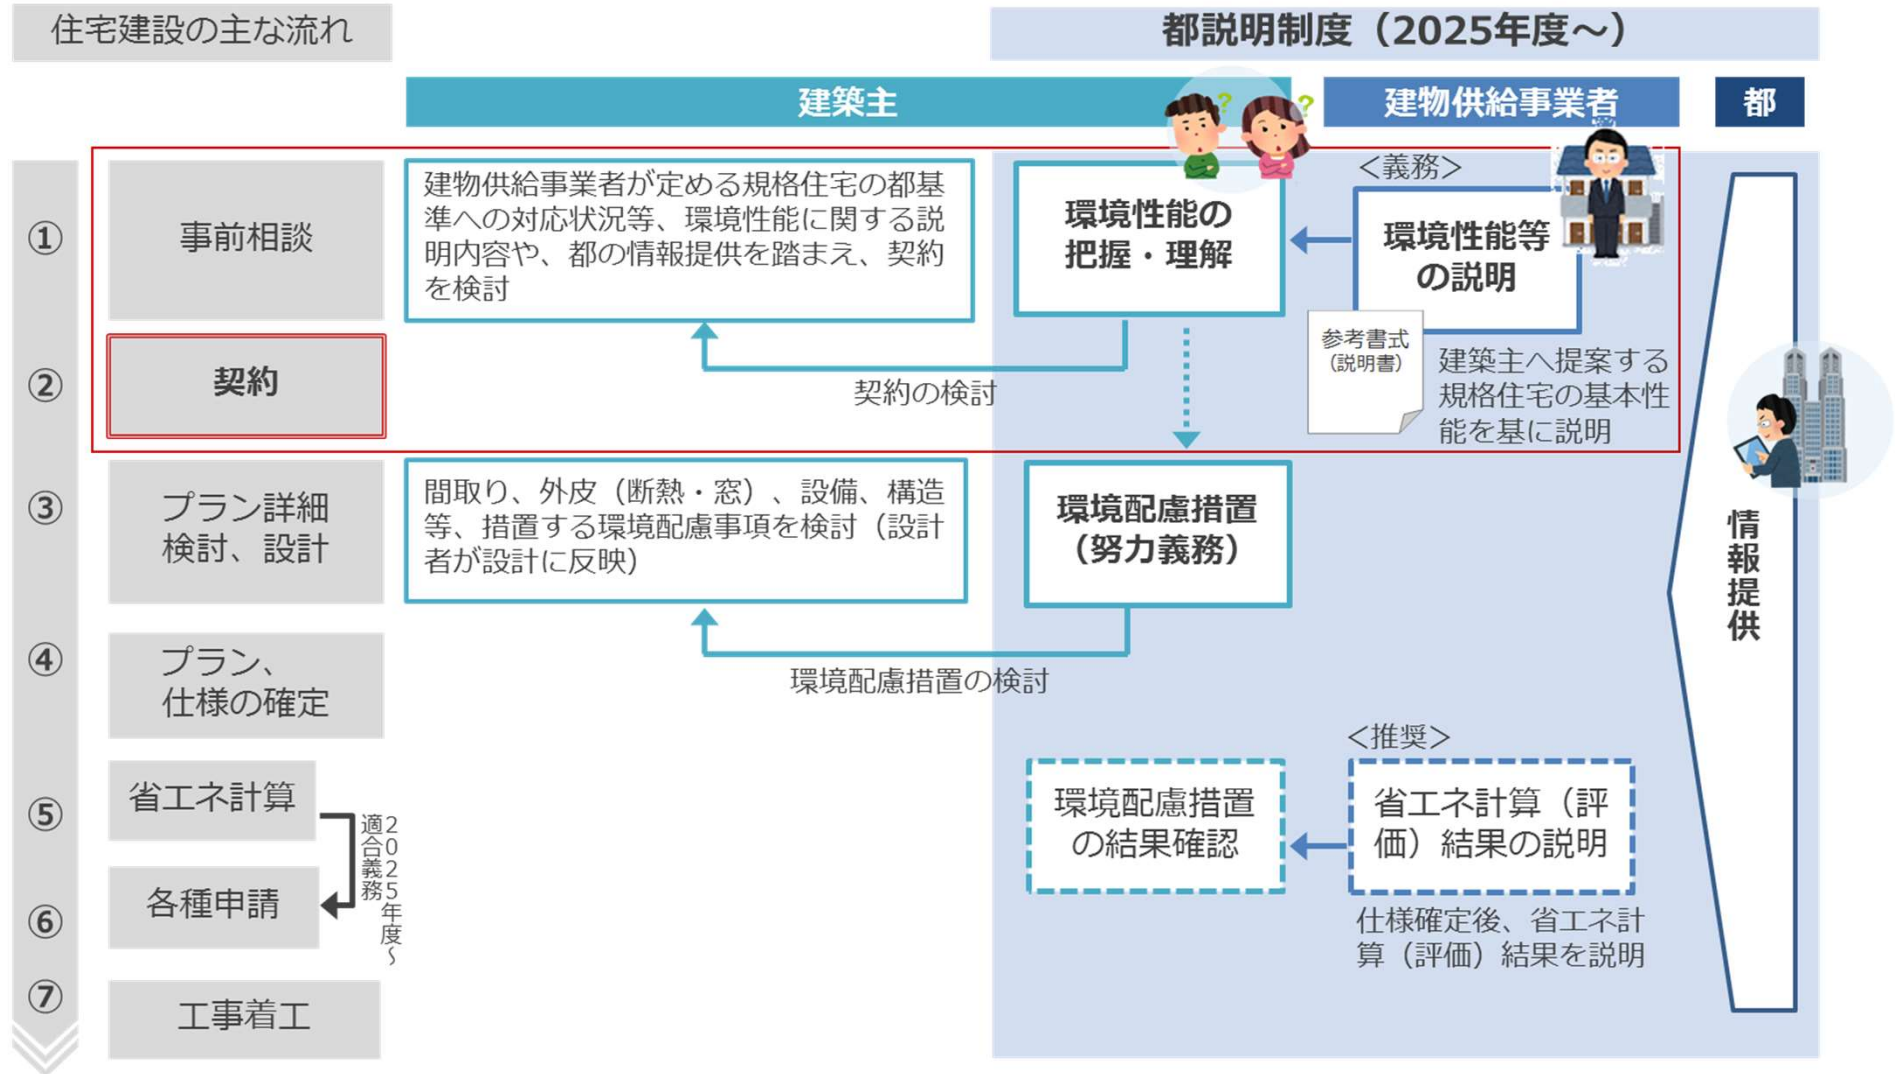 住宅建設の主な流れ
都説明制度（2025年度～）
建築主
建物供給事業者
都
①
事前相談
建物供給事業者が定める規格住宅の都基
準への対応状況等、環境性能に関する説
明内容や、都の情報提供を踏まえ、契約
を検討
環境性能の
把握・理解
＜義務＞
環境性能等
の説明
参考書式
（説明書）
建築主へ提案する
規格住宅の基本性
能を基に説明
②
契約
契約の検討
③
プラン詳細
検討、設計
間取り、外皮（断熱・窓）、設備、構造
等、措置する環境配慮事項を検討（設計
者が設計に反映）
環境配慮措置
（努力義務）
情報提供
④
プラン、
仕様の確定
環境配慮措置の検討
⑤
省エネ計算
2025年度～
適合義務
環境配慮措置
の結果確認
＜推奨＞
省エネ計算（評
価）結果の説明
仕様確定後、省エネ計
算（評価）結果を説明
⑥
各種申請
⑦
工事着工
?
?